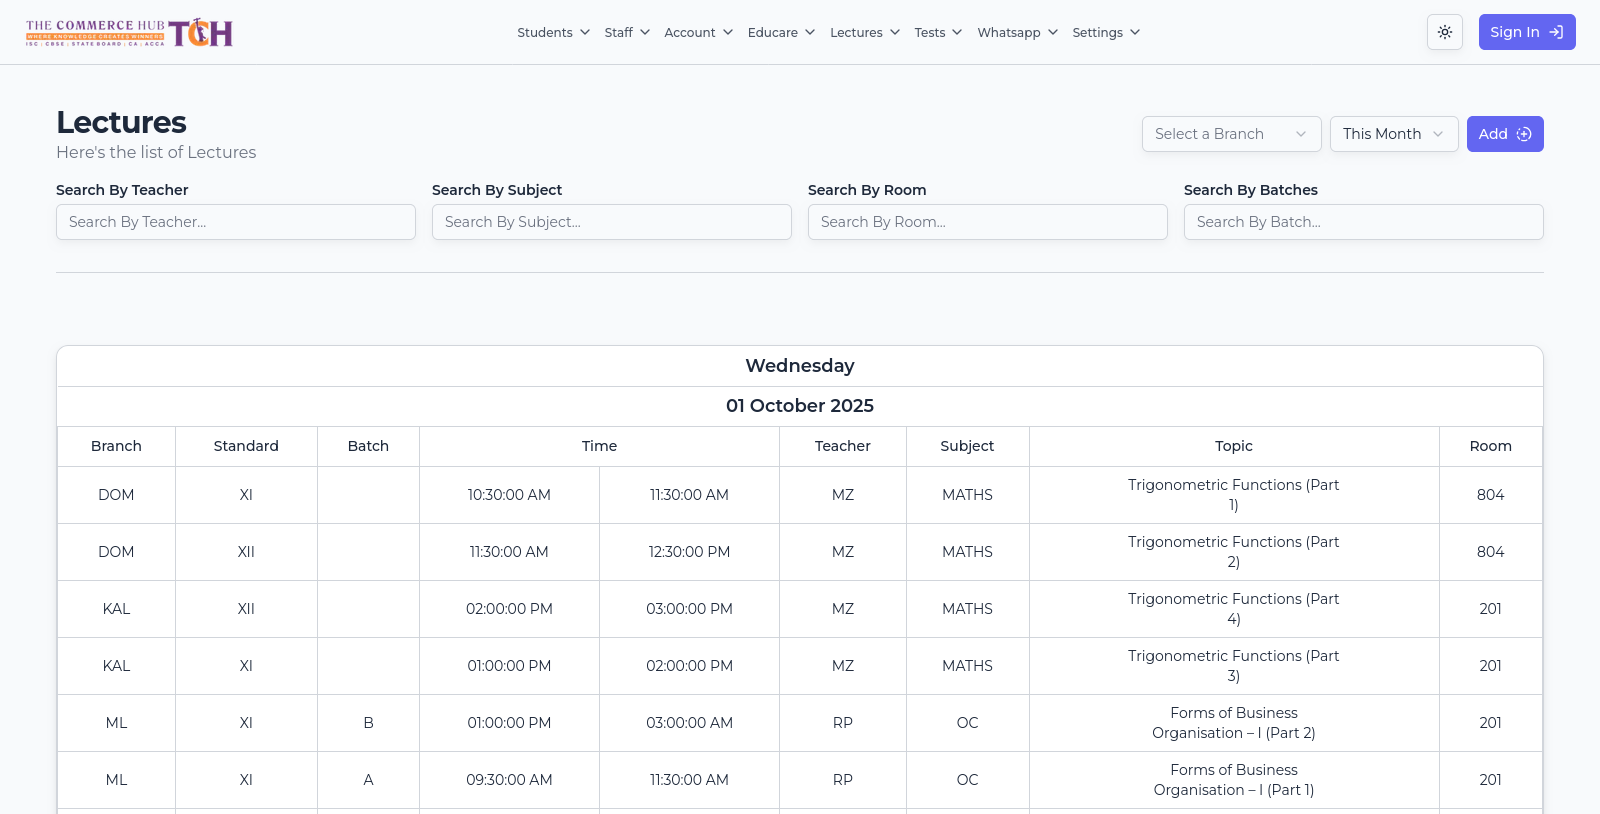 THE COMMERCE HUB
WHERE KNOWLEDGE CREATES WINNERS
ISC | CBSE | STATE BOARD | CA | ACCA
TCH
Students
Staff
Account
Educare
Lectures
Tests
Whatsapp
Settings
Sign In
Lectures
Here's the list of Lectures
Select a Branch
This Month
Add
Search By Teacher
Search By Subject
Search By Room
Search By Batches
Search By Teacher...
Search By Subject...
Search By Room...
Search By Batch...
Wednesday
01 October 2025
Branch Standard Batch Time Teacher Subject Topic Room
DOM XI 10:30:00 AM 11:30:00 AM MZ MATHS Trigonometric Functions (Part
1) 804
DOM XII 11:30:00 AM 12:30:00 PM MZ MATHS Trigonometric Functions (Part
2) 804
KAL XII 02:00:00 PM 03:00:00 PM MZ MATHS Trigonometric Functions (Part
4) 201
KAL XI 01:00:00 PM 02:00:00 PM MZ MATHS Trigonometric Functions (Part
3) 201
ML XI B 01:00:00 PM 03:00:00 AM RP OC Forms of Business
Organisation – I (Part 2) 201
ML XI A 09:30:00 AM 11:30:00 AM RP OC Forms of Business
Organisation – I (Part 1) 201